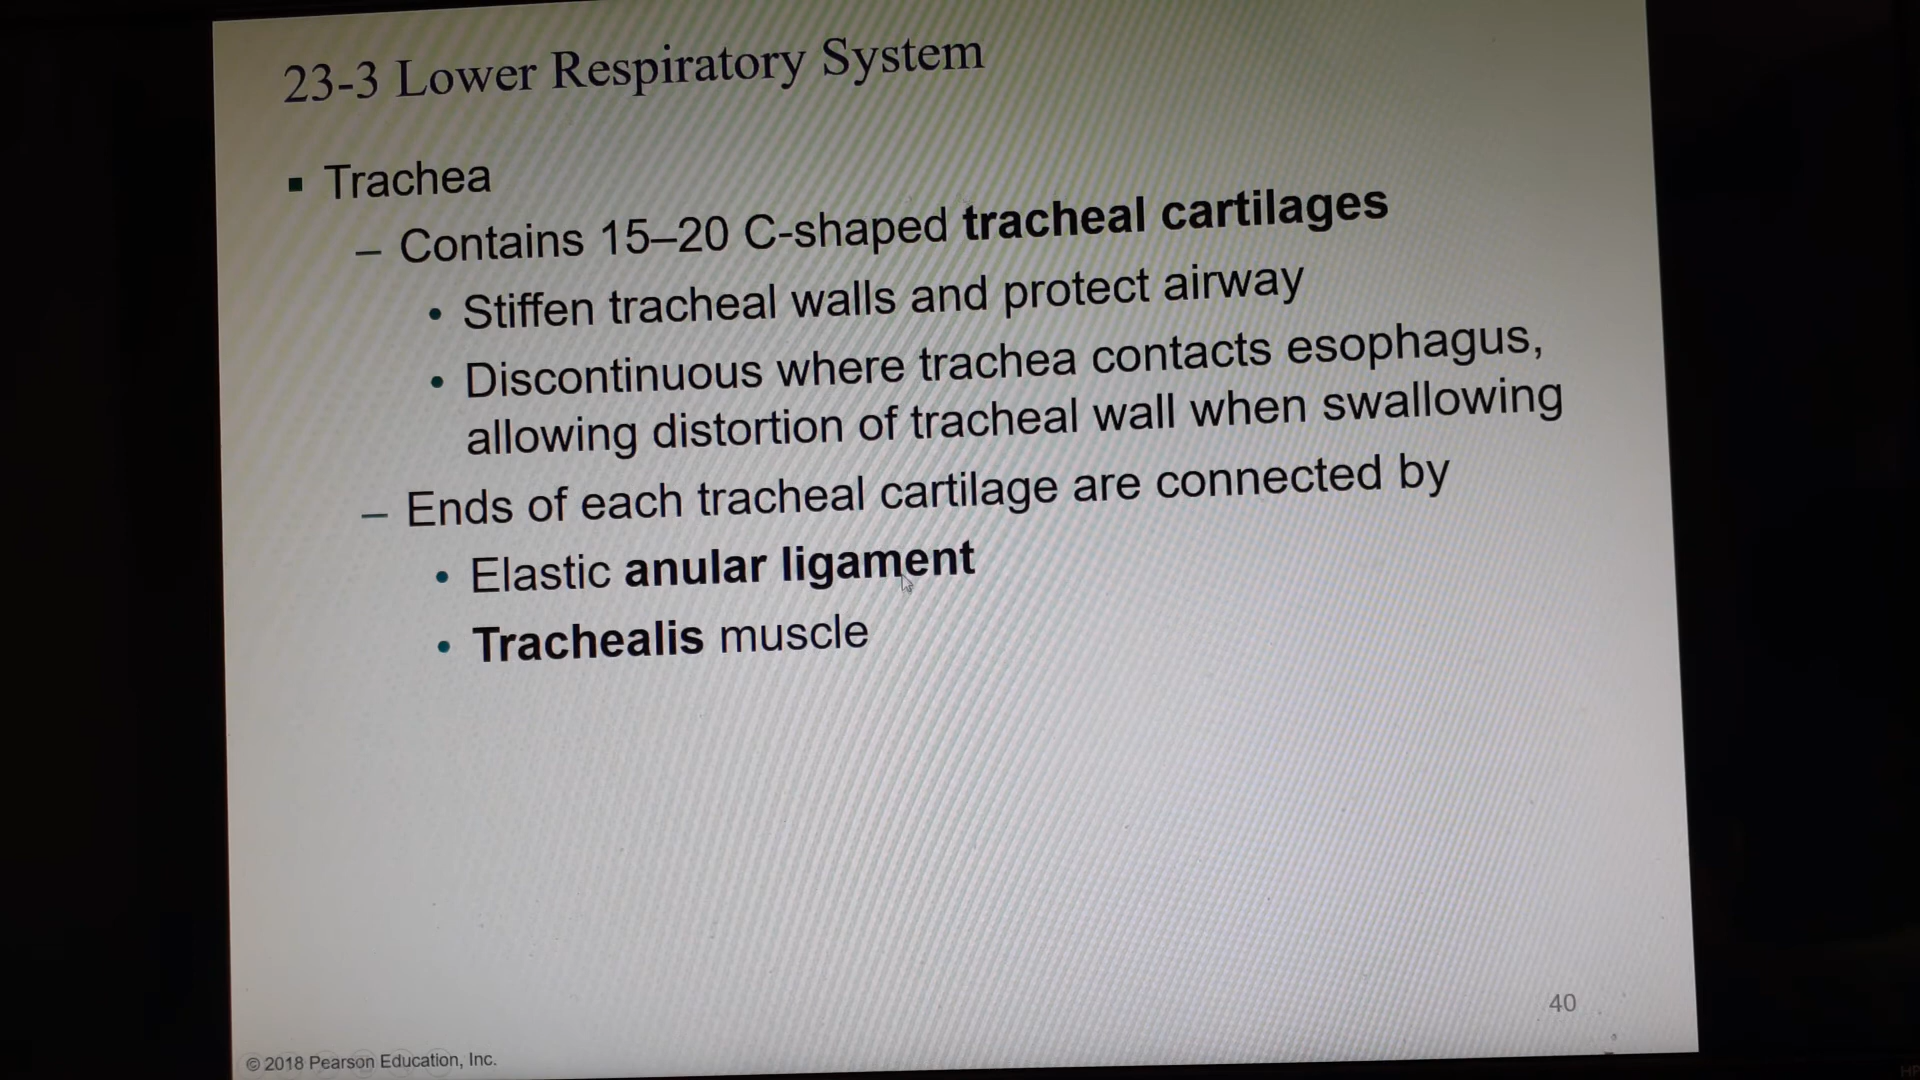 23-3 Lower Respiratory System
▪ Trachea
– Contains 15–20 C-shaped tracheal cartilages
• Stiffen tracheal walls and protect airway
• Discontinuous where trachea contacts esophagus,
allowing distortion of tracheal wall when swallowing
– Ends of each tracheal cartilage are connected by
• Elastic anular ligament
• Trachealis muscle
40
© 2018 Pearson Education, Inc.